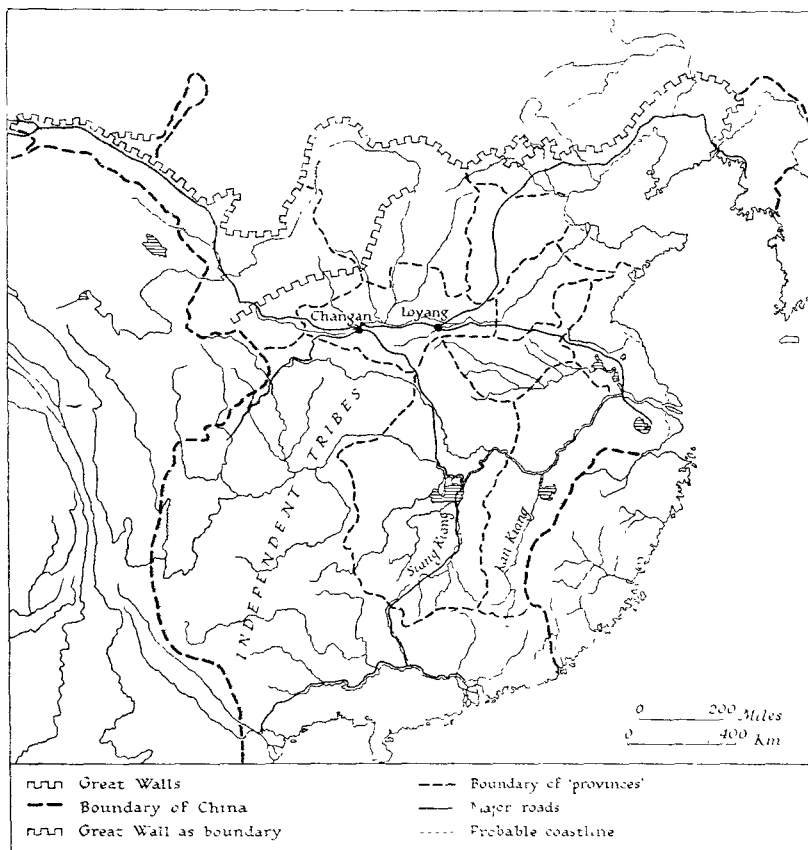 Changan
Loyang
INDEPENDENT TRIBES
Siang Kiang
Kan Kiang
0 200 Miles
0 400 Km
Great Walls
Boundary of China
Great Wall as boundary
Boundary of 'provinces'
Major roads
Probable coastline